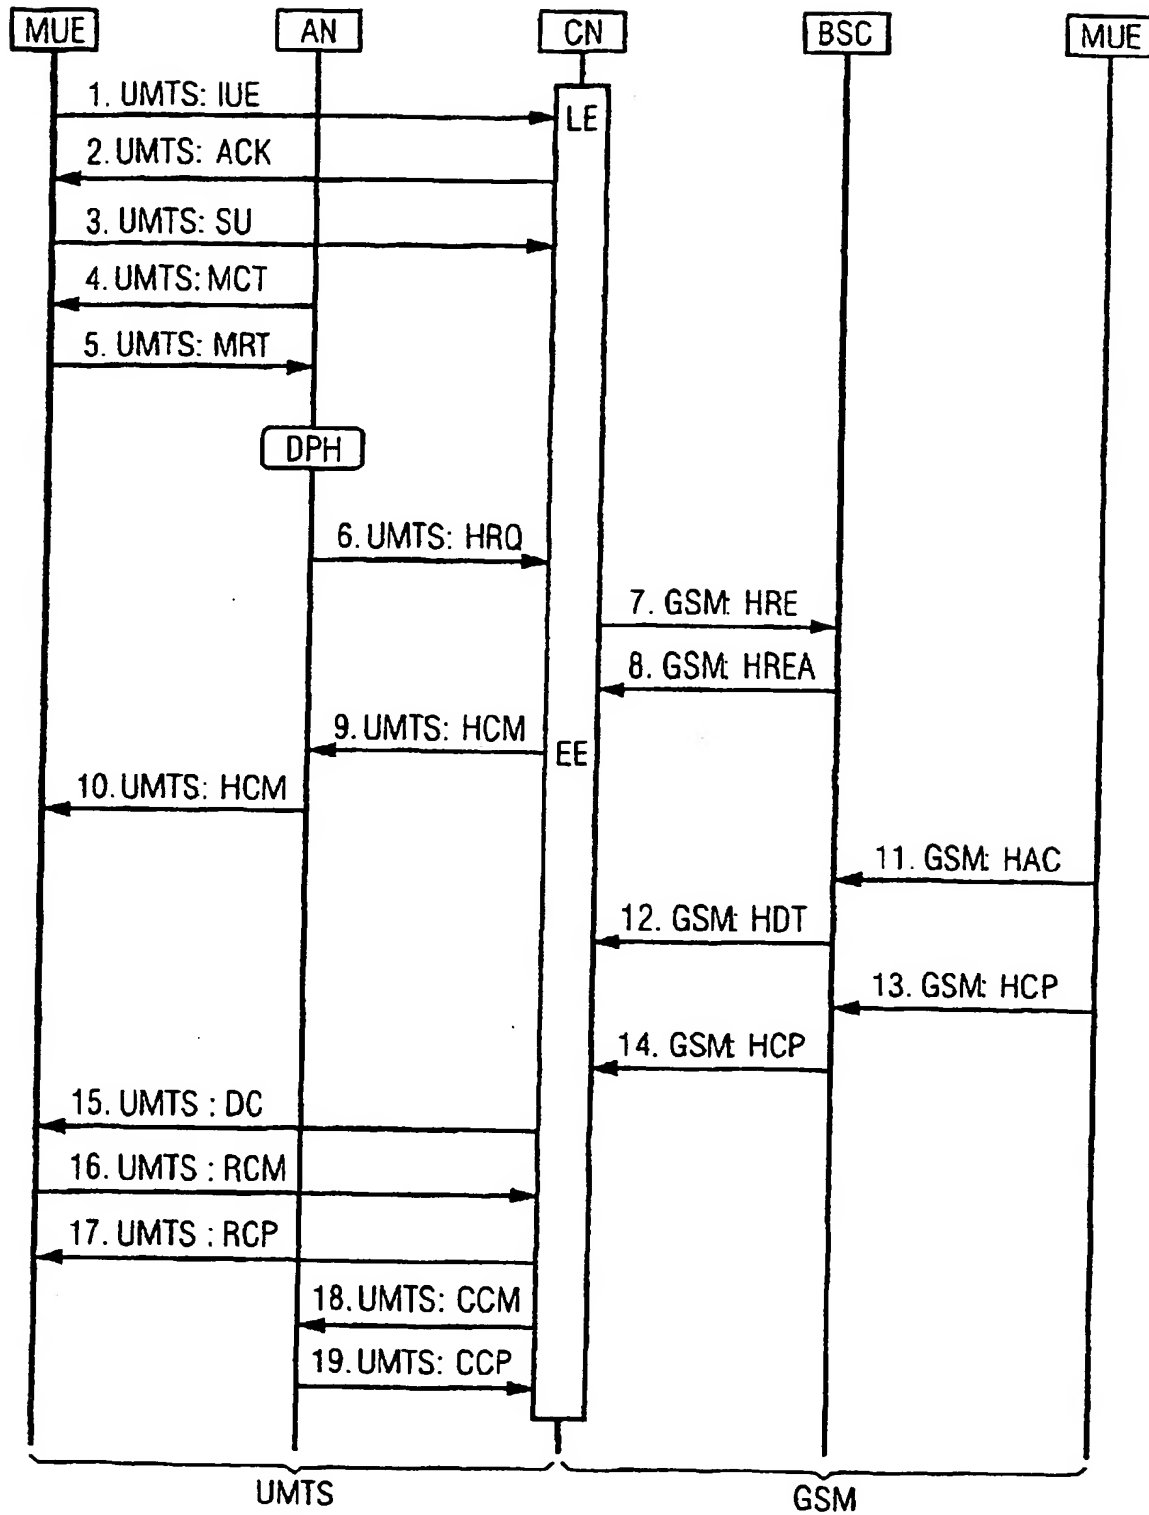 MUE AN CN BSC MUE
1. UMTS: IUE
LE
2. UMTS: ACK
3. UMTS: SU
4. UMTS: MCT
5. UMTS: MRT
DPH
6. UMTS: HRQ
7. GSM: HRE
8. GSM: HREA
9. UMTS: HCM
EE
10. UMTS: HCM
11. GSM: HAC
12. GSM: HDT
13. GSM: HCP
14. GSM: HCP
15. UMTS : DC
16. UMTS : RCM
17. UMTS : RCP
18. UMTS: CCM
19. UMTS: CCP
UMTS GSM